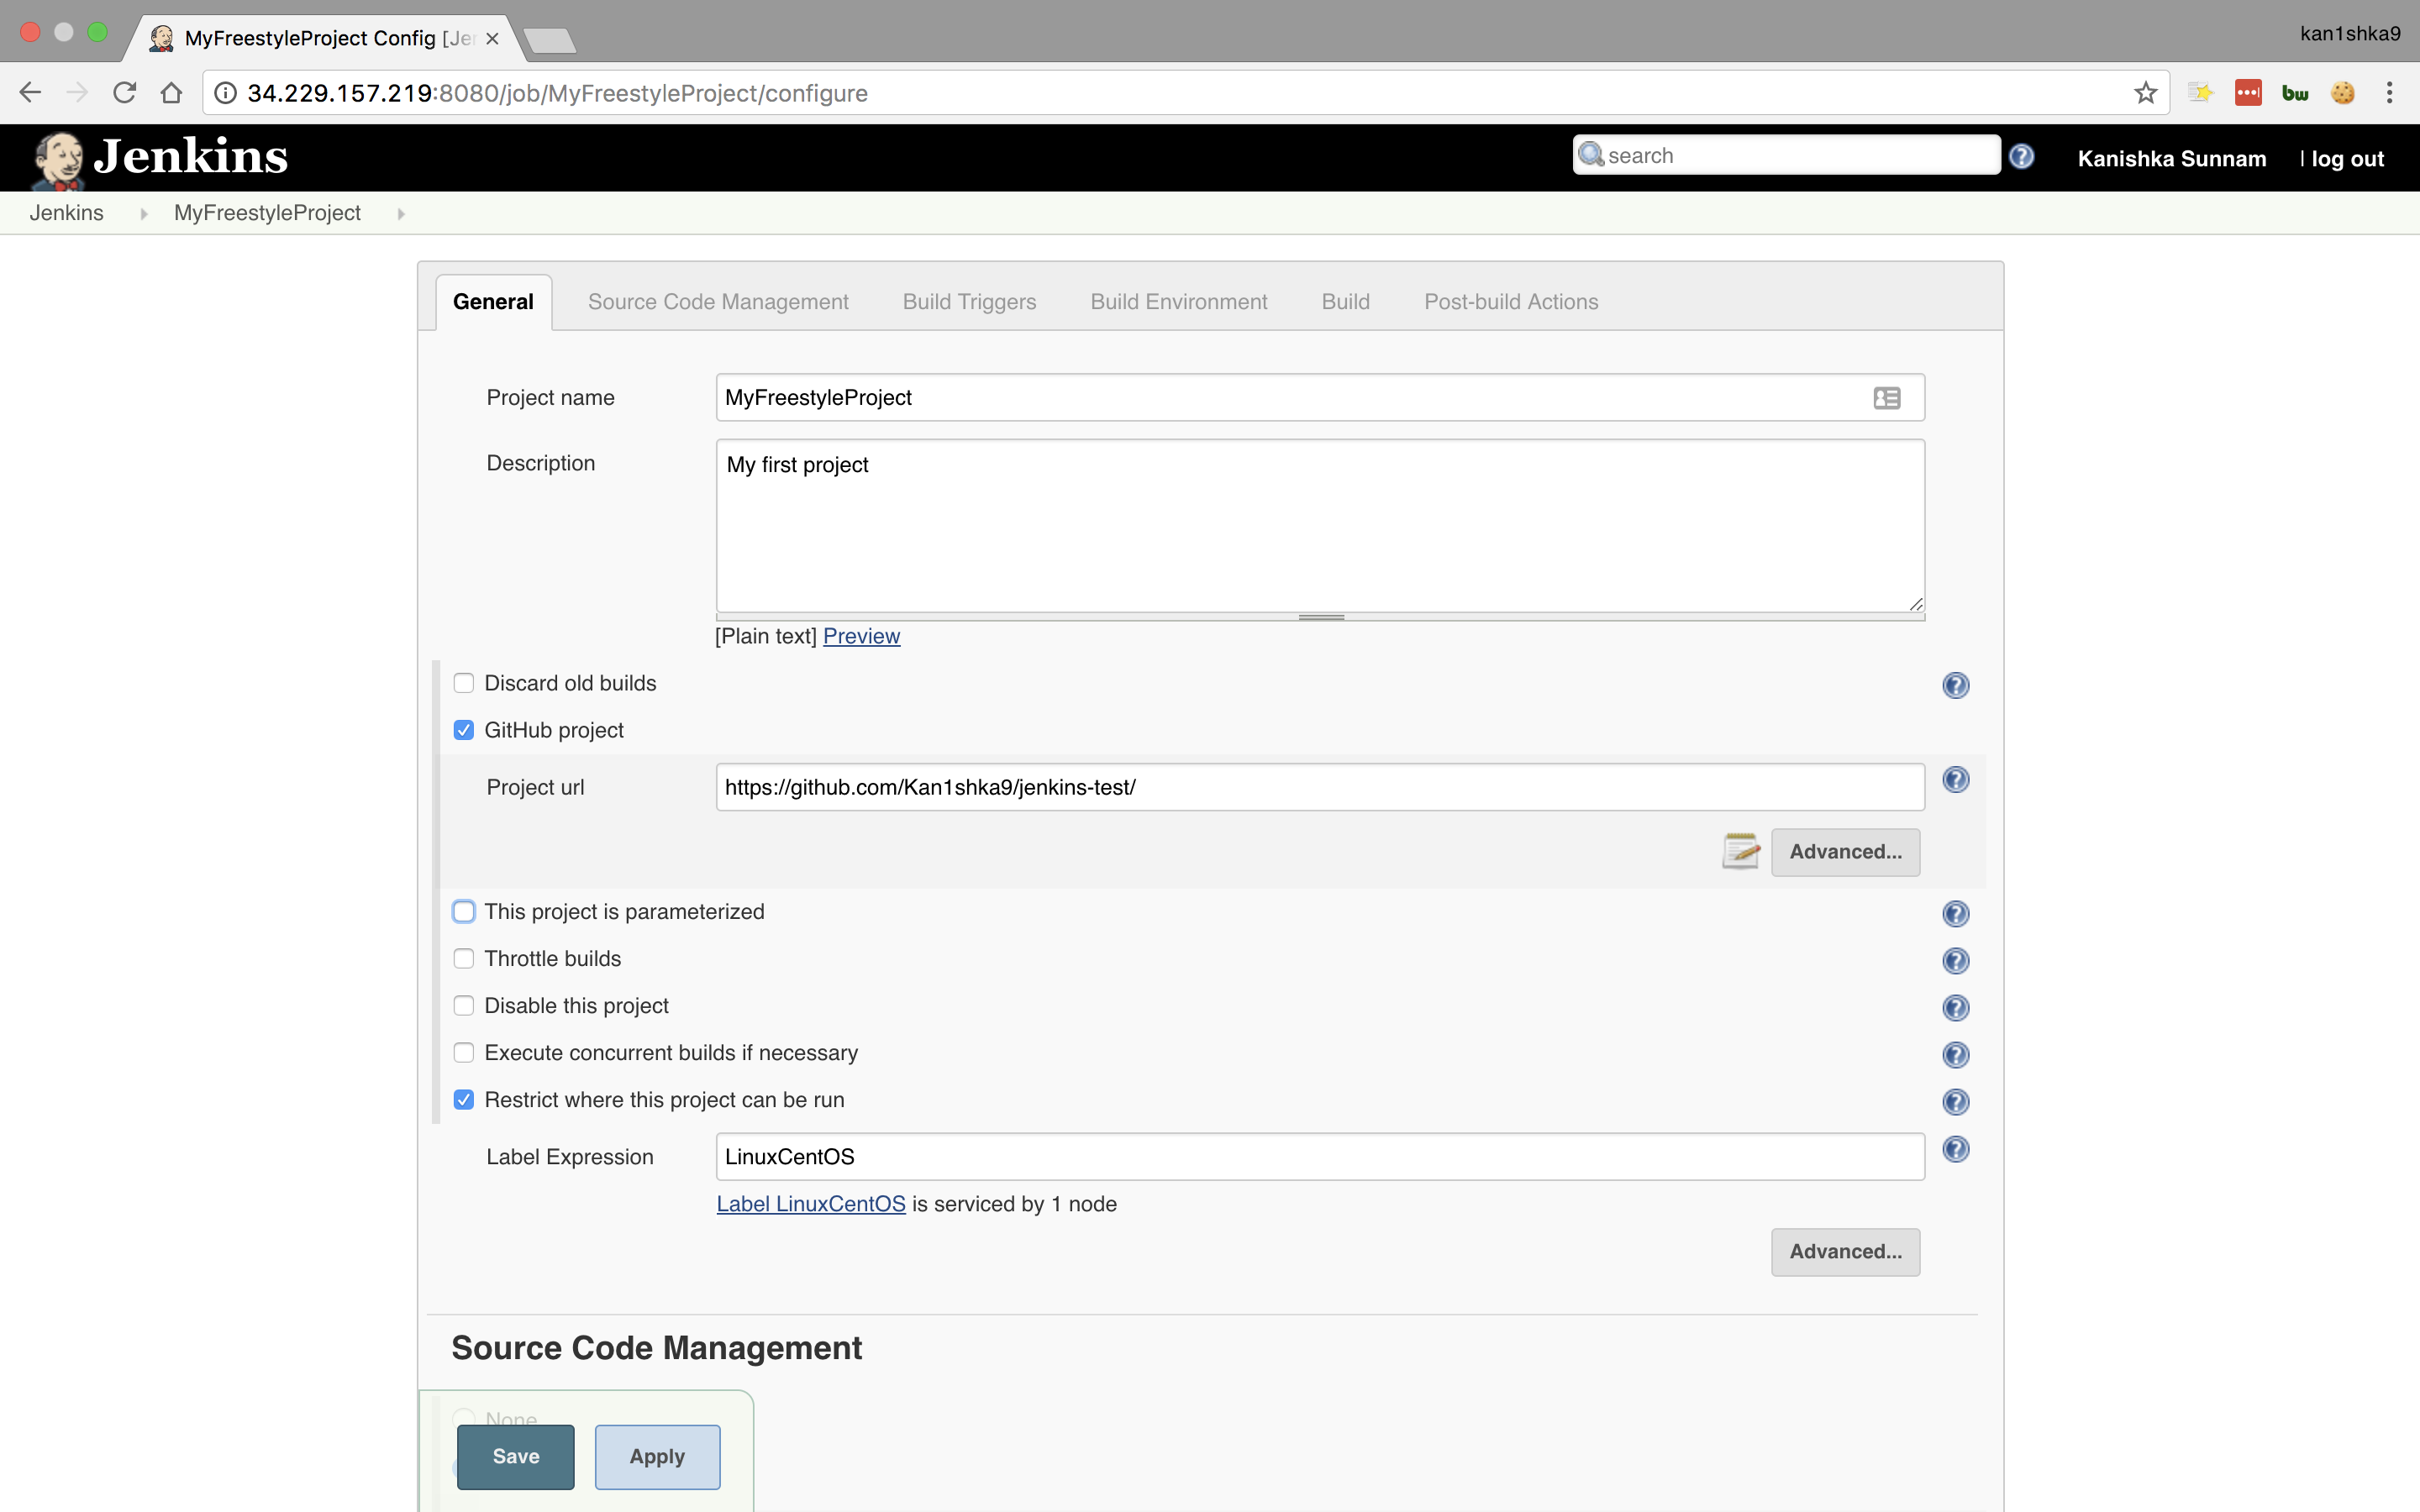 MyFreestyleProject Config [Jer
kan1shka9
34.229.157.219:8080/job/MyFreestyleProject/configure
bw
Jenkins
search
Kanishka Sunnam
| log out
Jenkins
MyFreestyleProject
General
Source Code Management
Build Triggers
Build Environment
Build
Post-build Actions
Project name
MyFreestyleProject
Description
My first project
[Plain text] Preview
Discard old builds
GitHub project
Project url
https://github.com/Kan1shka9/jenkins-test/
Advanced...
This project is parameterized
Throttle builds
Disable this project
Execute concurrent builds if necessary
Restrict where this project can be run
Label Expression
LinuxCentOS
Label LinuxCentOS is serviced by 1 node
Advanced...
Source Code Management
None
Save
Apply